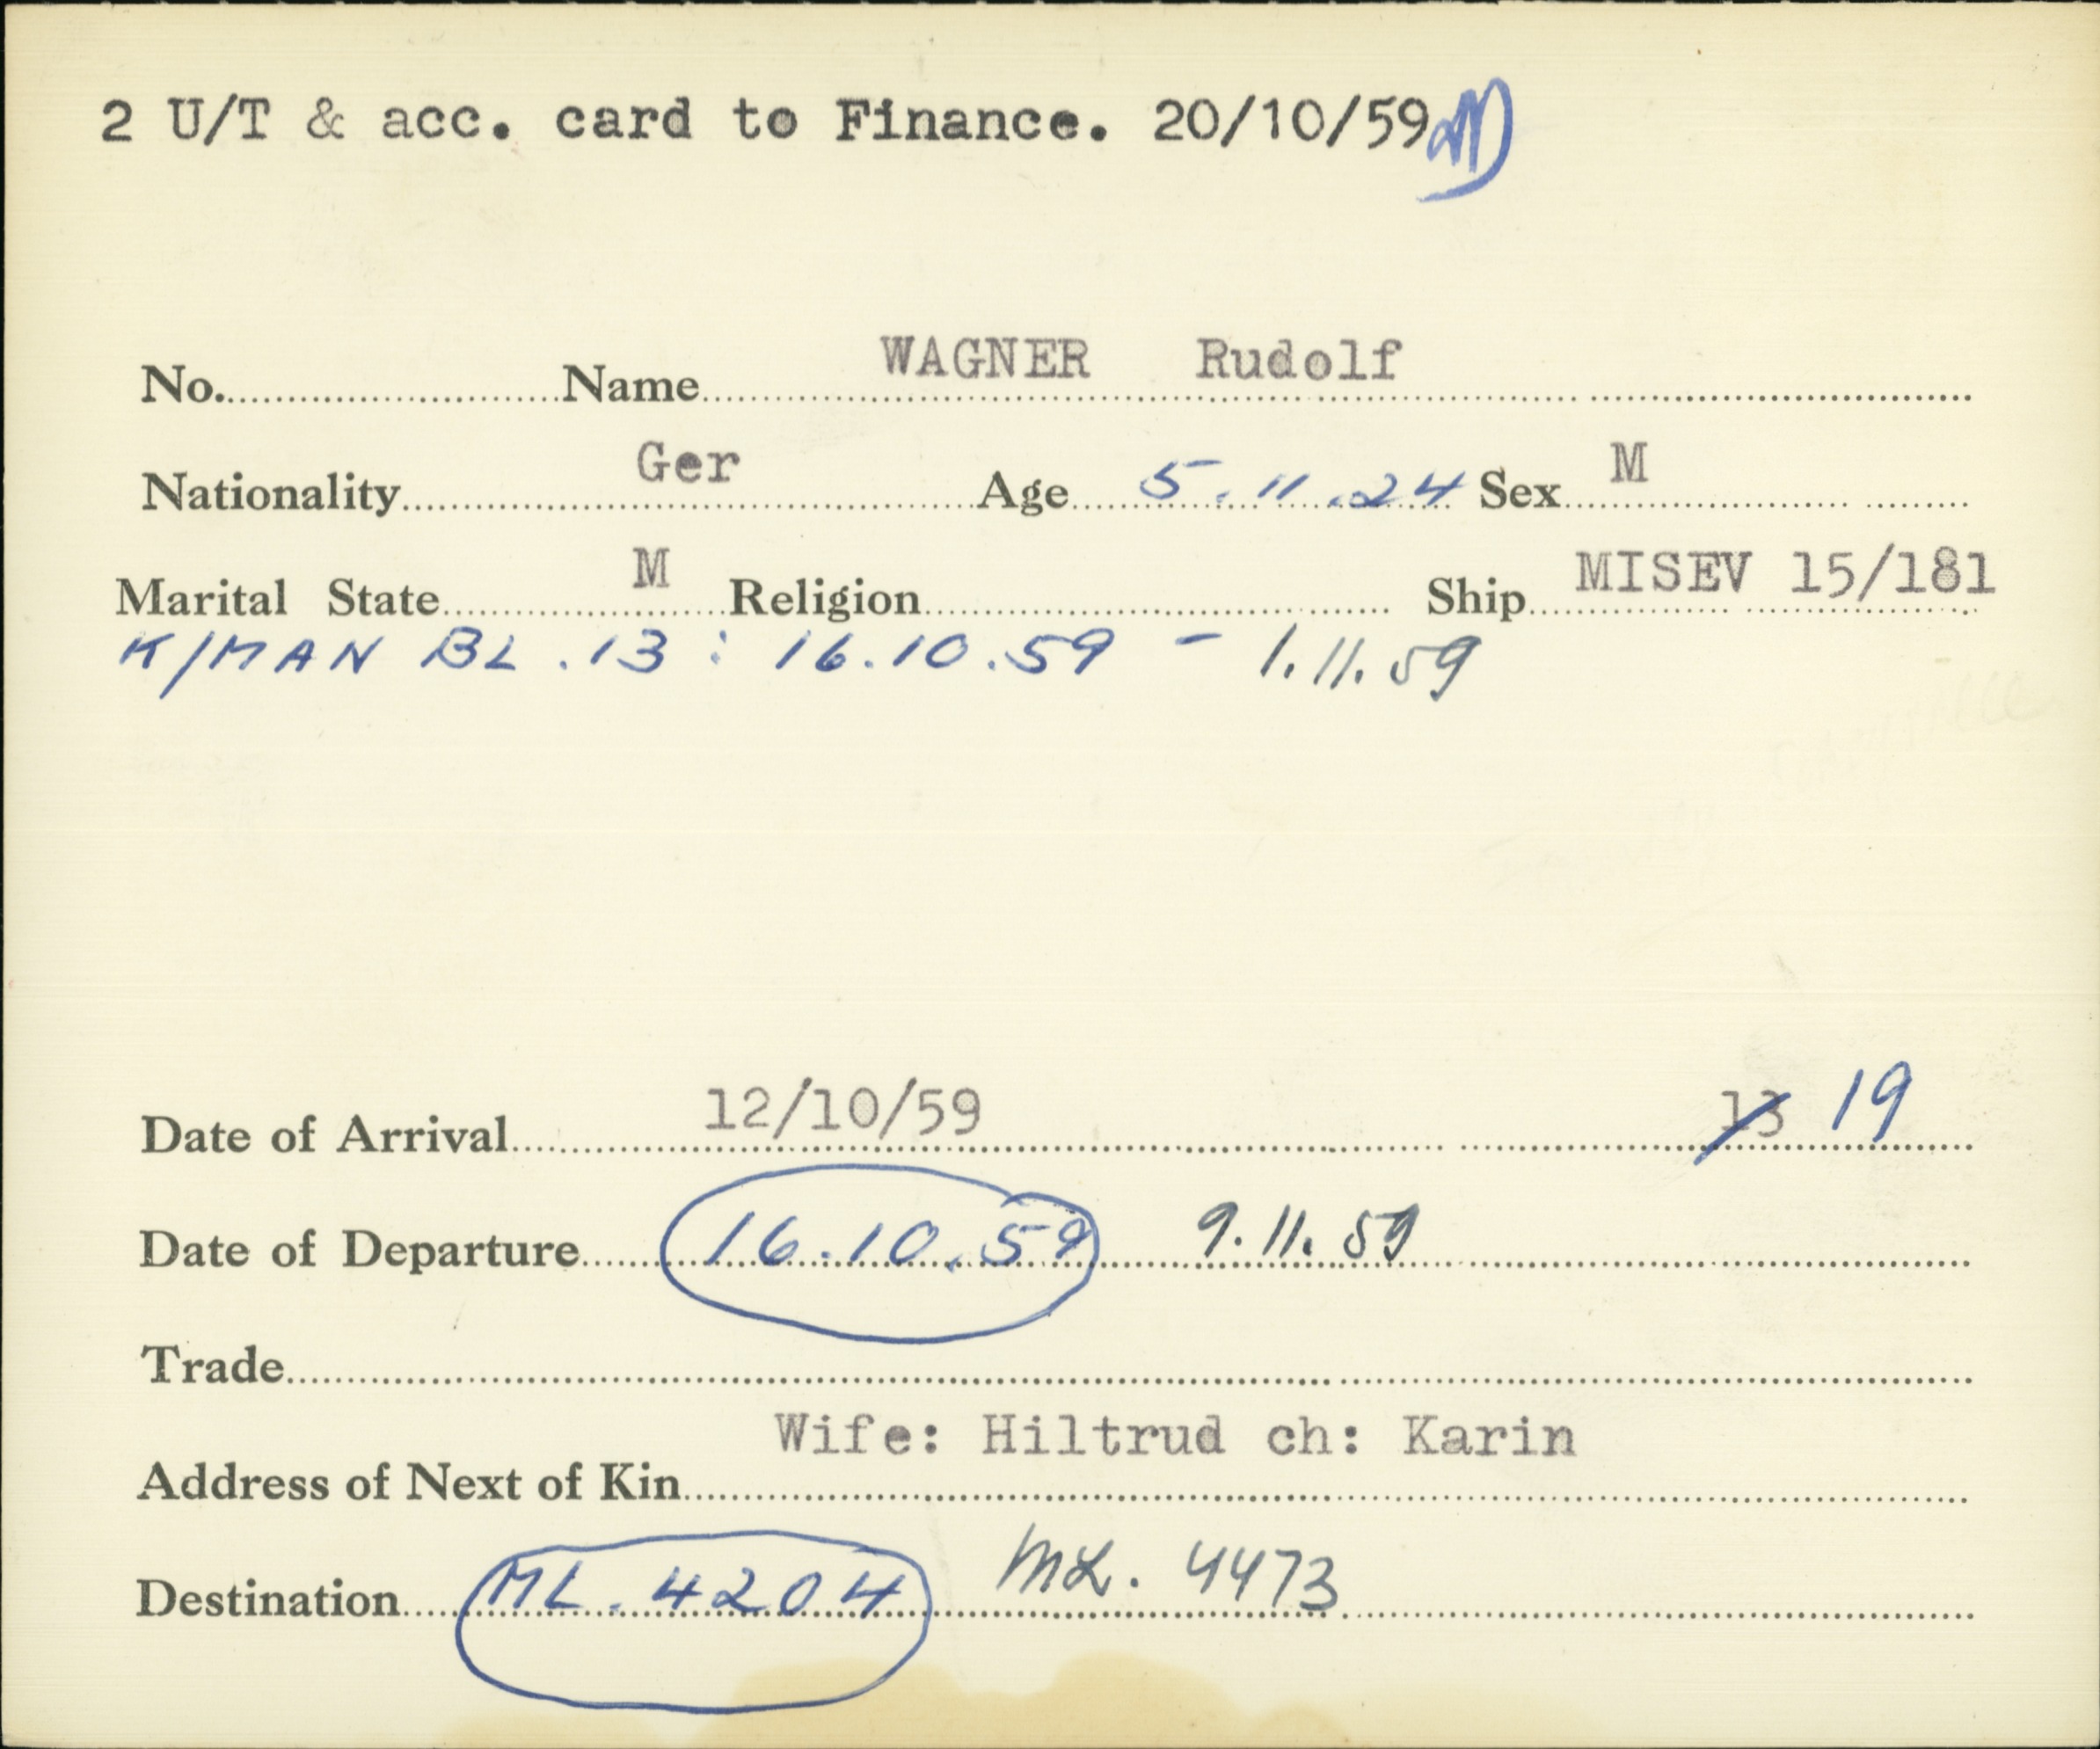 2 U/T & acc. card to Finance. 20/10/59
No. Name WAGNER Rudolf
Nationality Ger Age 5.11.24 Sex M
Marital State M Religion Ship MISEV 15/181
K/MAN BL.13: 16.10.59 - 1.11.59
Date of Arrival 12/10/59 13 19
Date of Departure 16.10.59 9.11.59
Trade
Address of Next of Kin Wife: Hiltrud ch: Karin
Destination ML.4204 ML. 4473